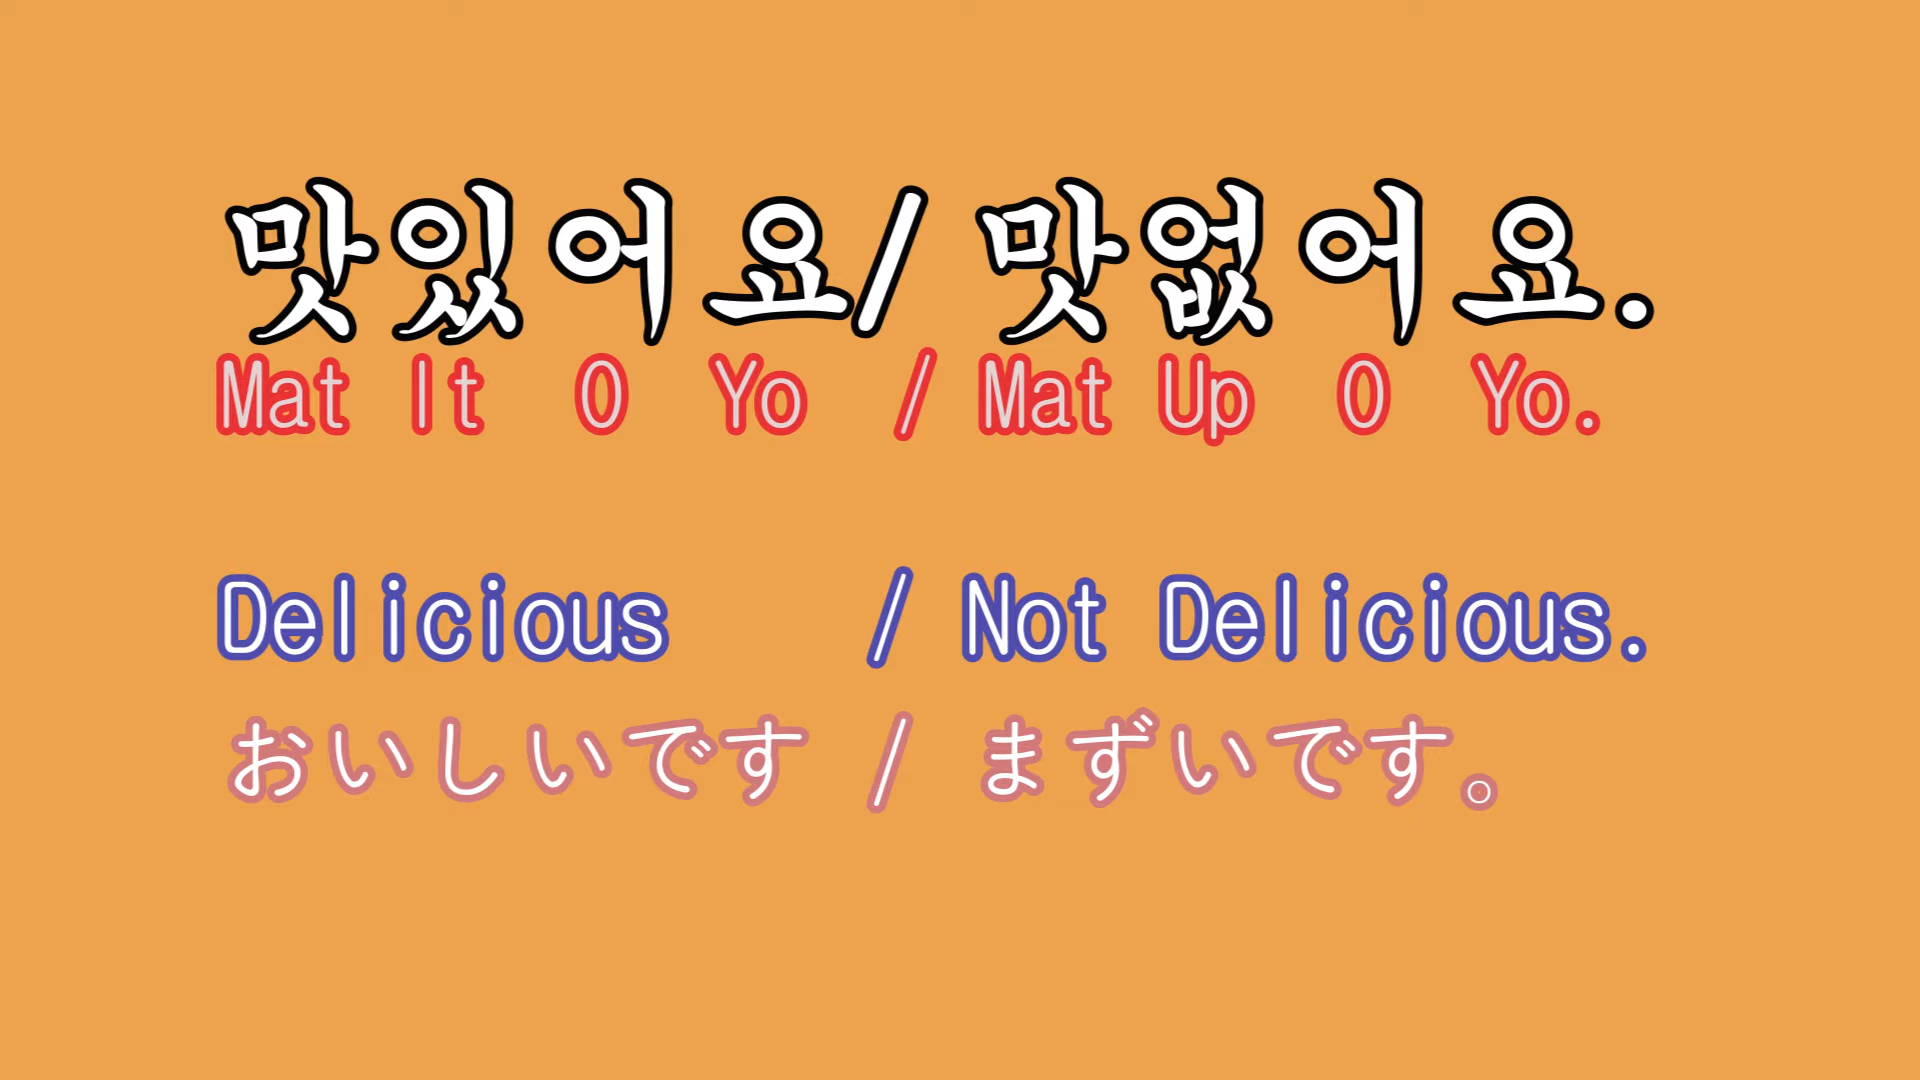 맛있어요/ 맛없어요.
Mat It O Yo / Mat Up O Yo.
Delicious / Not Delicious.
おいしいです / まずいです。